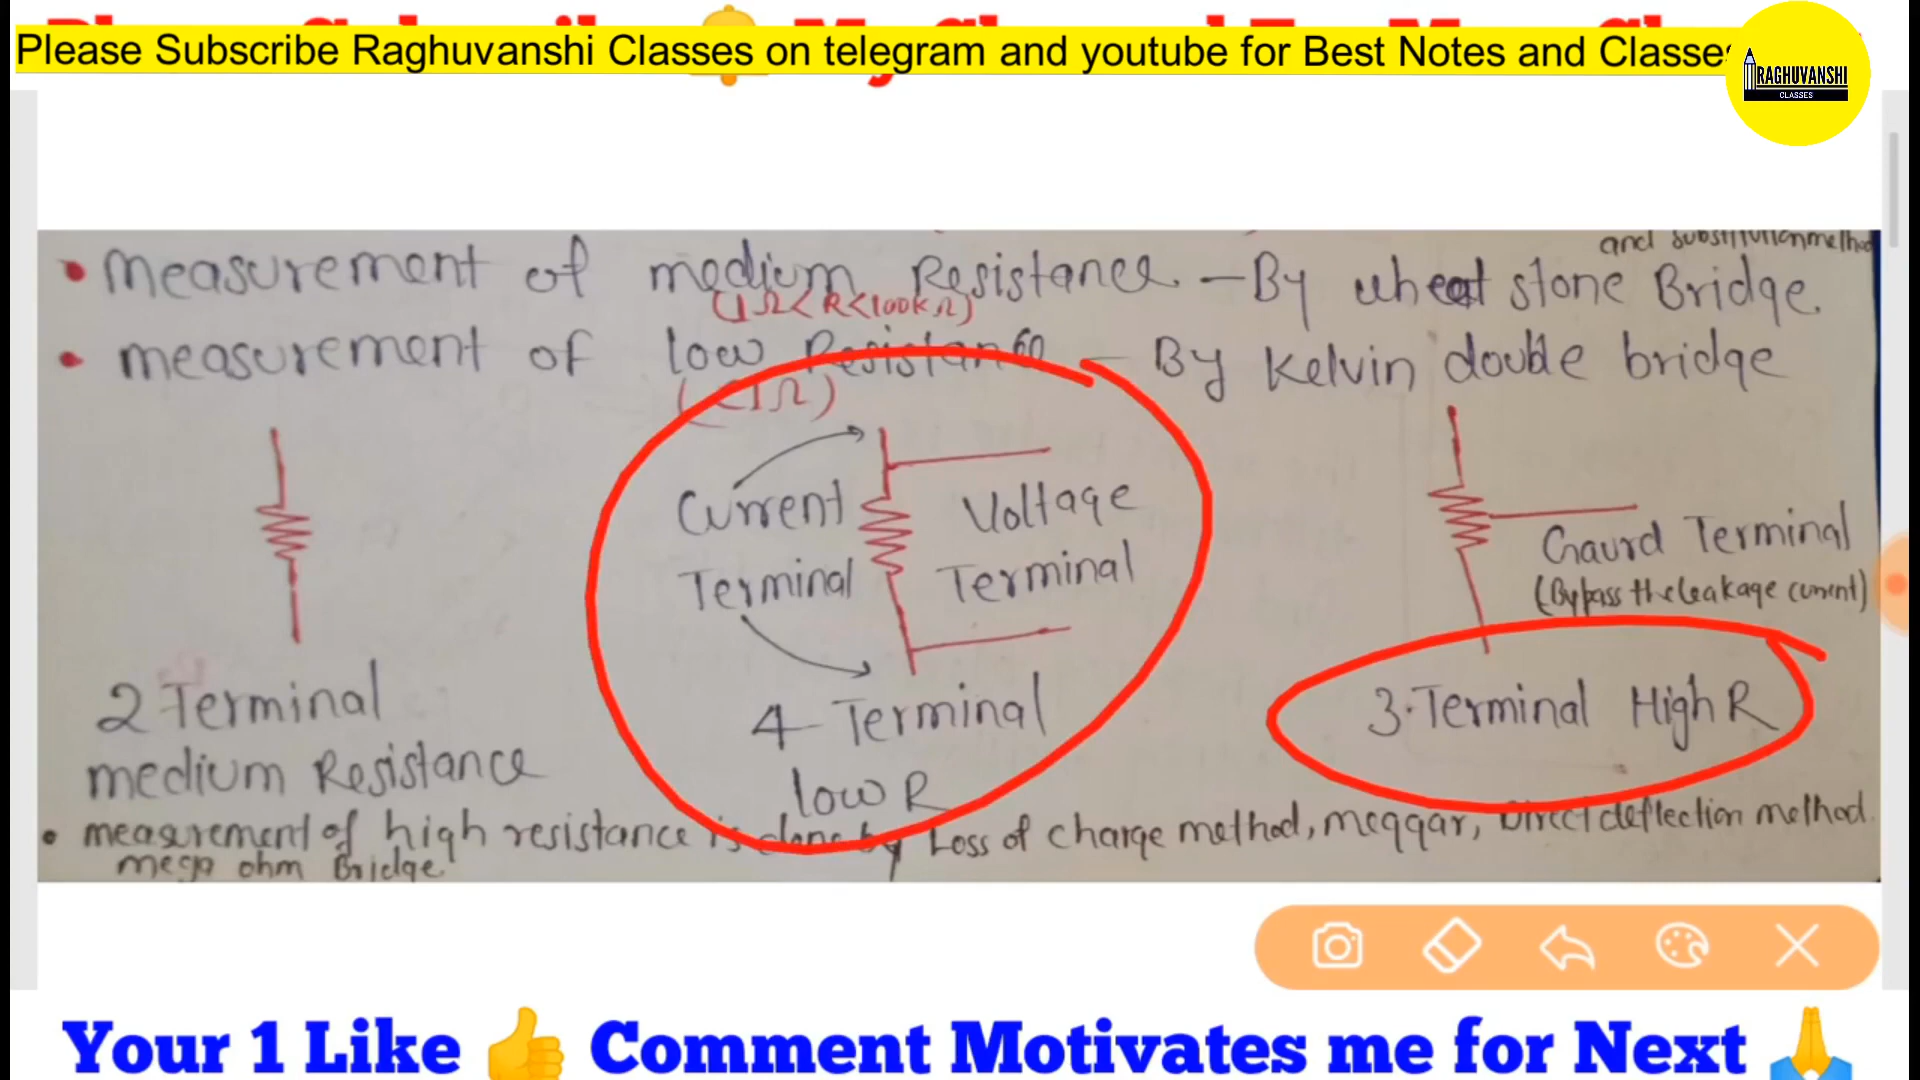 Please Subscribe Raghuvanshi Classes on telegram and youtube for Best Notes and Classes
RAGHUVANSHI
CLASSES
and substitution method
• measurement of medium Resistance - By wheat stone Bridge.
(1Ω<R<100kΩ)
• measurement of low Resistance - By Kelvin double bridge
(<1Ω)
Current
Terminal
Voltage
Terminal
Gaurd Terminal
(Bypass the leakage current)
2 Terminal
medium Resistance
4 Terminal
low R
3-Terminal High R
• measurement of high resistance is done by Loss of charge method, meggar, Direct deflection method.
mega ohm Bridge.
Your 1 Like 👍 Comment Motivates me for Next 🙏